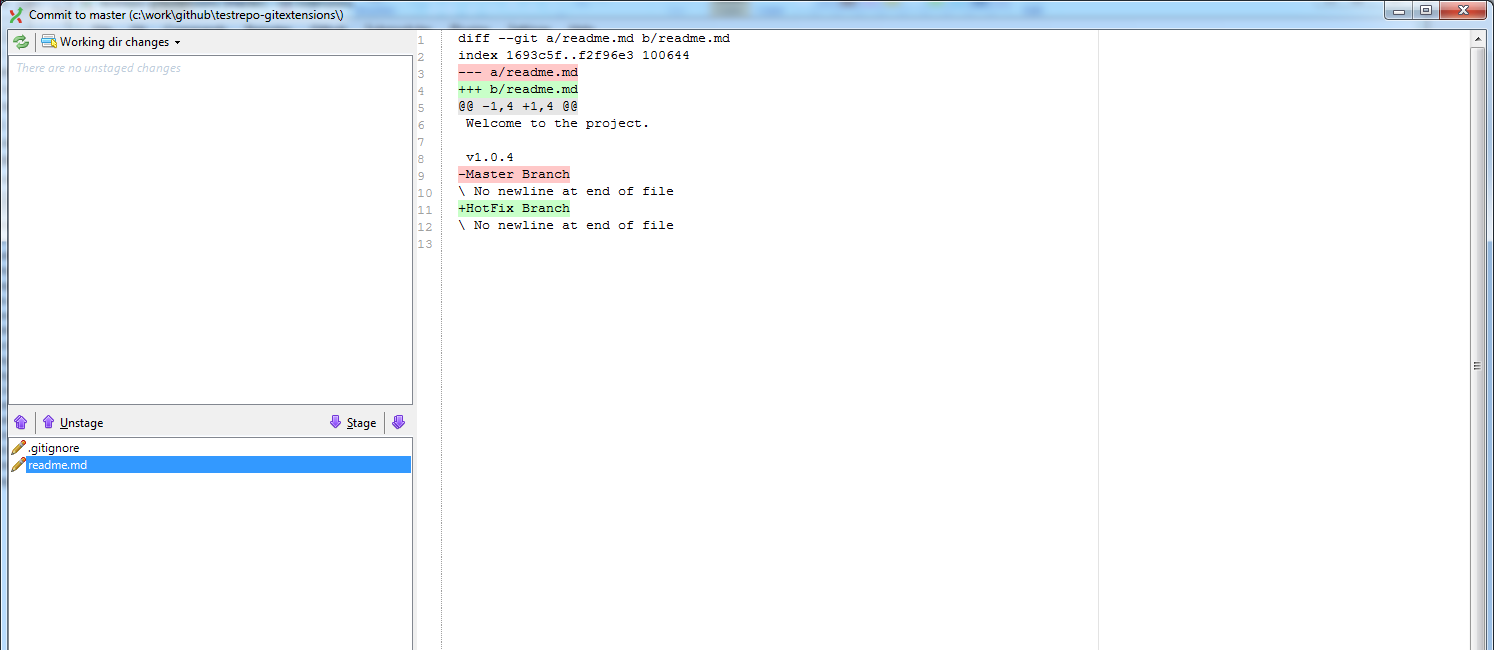 Commit to master (c:\work\github\testrepo-gitextensions\)
Working dir changes
There are no unstaged changes
Unstage
Stage
.gitignore
readme.md
1 diff --git a/readme.md b/readme.md
2 index 1693c5f..f2f96e3 100644
3 --- a/readme.md
4 +++ b/readme.md
5 @@ -1,4 +1,4 @@
6  Welcome to the project.
7
8  v1.0.4
9 -Master Branch
10 \ No newline at end of file
11 +HotFix Branch
12 \ No newline at end of file
13